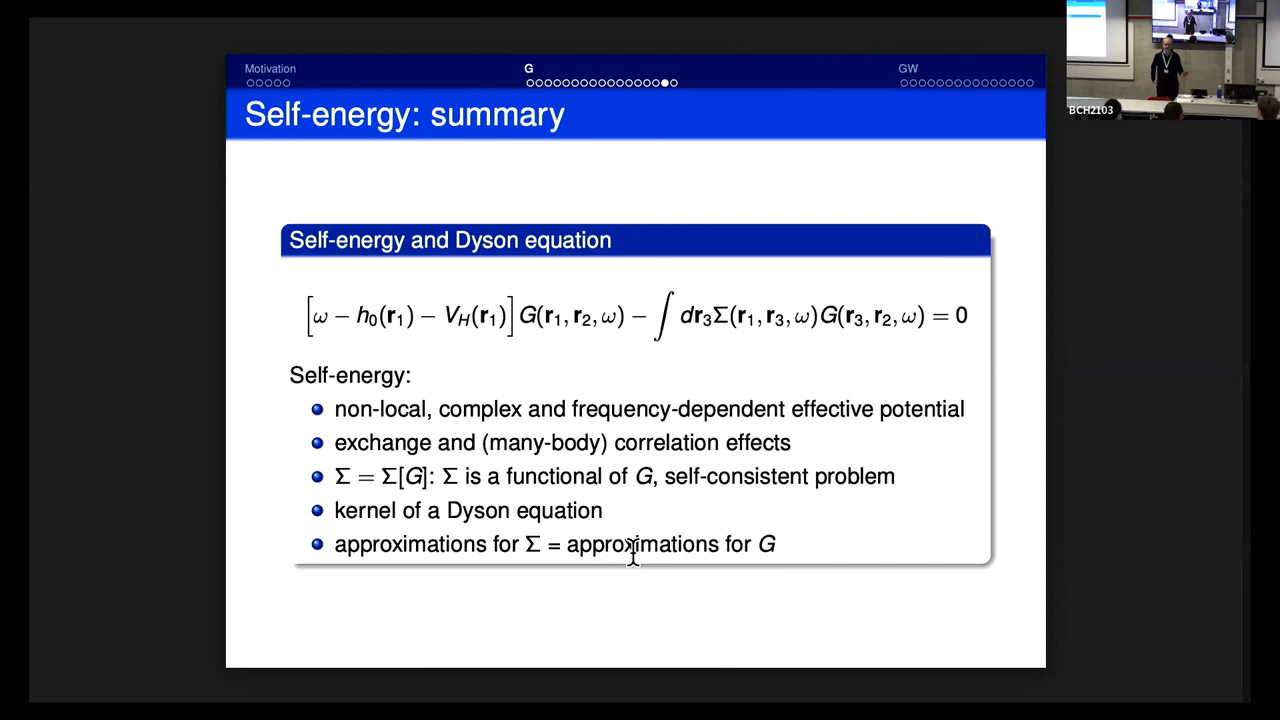 Motivation
G
GW
Self-energy: summary
Self-energy and Dyson equation
[ω − h₀(r₁) − V_H(r₁)] G(r₁, r₂, ω) − ∫ dr₃Σ(r₁, r₃, ω)G(r₃, r₂, ω) = 0
Self-energy:
non-local, complex and frequency-dependent effective potential
exchange and (many-body) correlation effects
Σ = Σ[G]: Σ is a functional of G, self-consistent problem
kernel of a Dyson equation
approximations for Σ = approximations for G
BCH2103